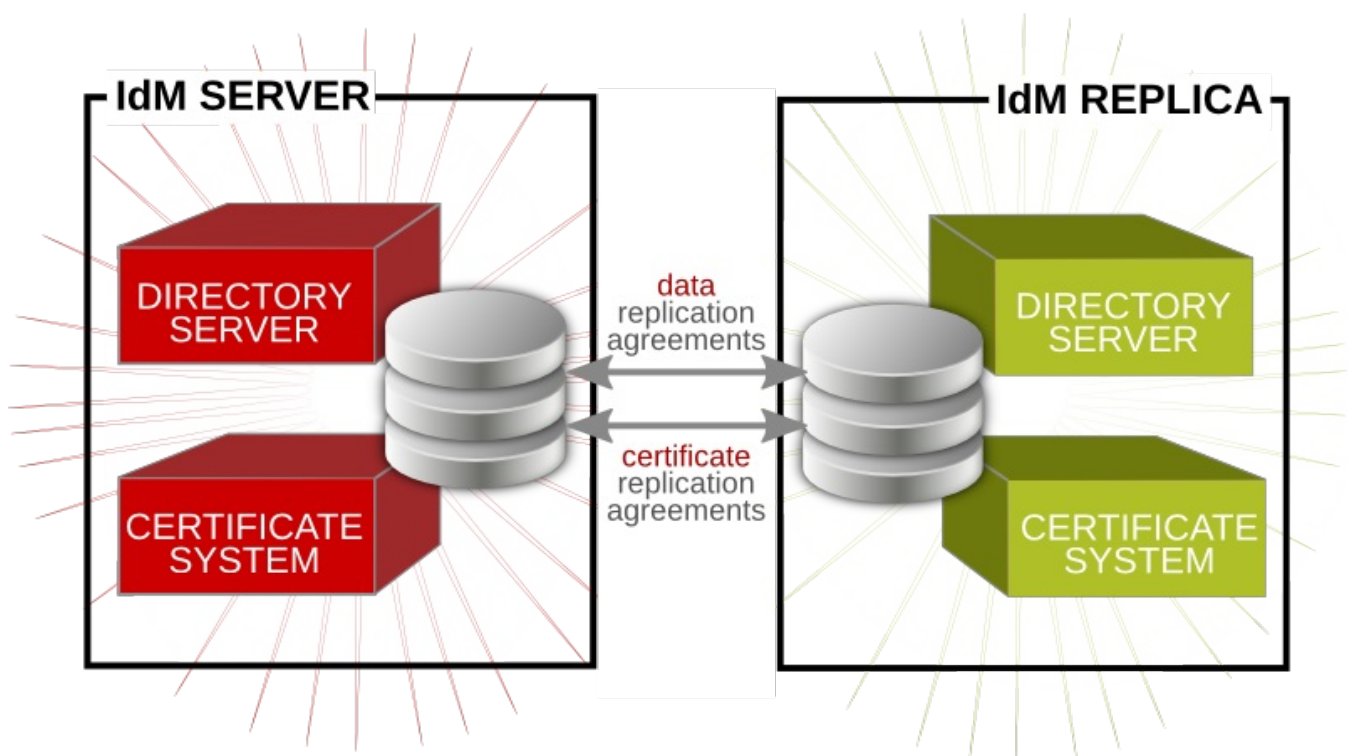 IdM SERVER
IdM REPLICA
DIRECTORY
SERVER
data
replication
agreements
DIRECTORY
SERVER
CERTIFICATE
SYSTEM
certificate
replication
agreements
CERTIFICATE
SYSTEM